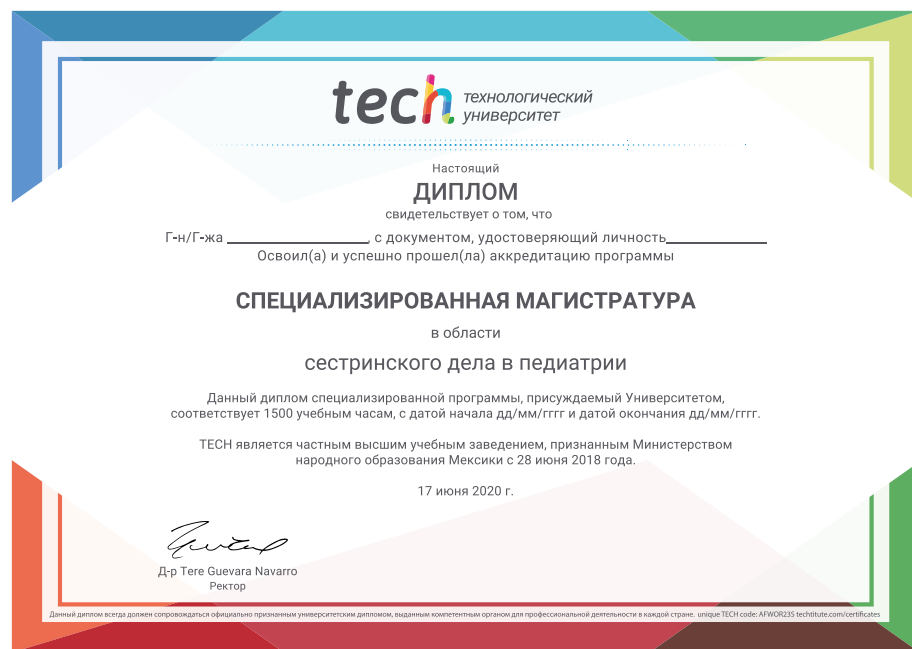 tech технологический
университет
Настоящий
ДИПЛОМ
свидетельствует о том, что
Г-н/Г-жа ____________________, с документом, удостоверяющий личность______________
Освоил(а) и успешно прошел(ла) аккредитацию программы
СПЕЦИАЛИЗИРОВАННАЯ МАГИСТРАТУРА
в области
сестринского дела в педиатрии
Данный диплом специализированной программы, присуждаемый Университетом,
соответствует 1500 учебным часам, с датой начала дд/мм/гггг и датой окончания дд/мм/гггг.
TECH является частным высшим учебным заведением, признанным Министерством
народного образования Мексики с 28 июня 2018 года.
17 июня 2020 г.
Д-р Tere Guevara Navarro
Ректор
Данный диплом всегда должен сопровождаться официально признанным университетским дипломом, выданным компетентным органом для профессиональной деятельности в каждой стране. unique TECH code: AFWOR23S techtitute.com/certificates